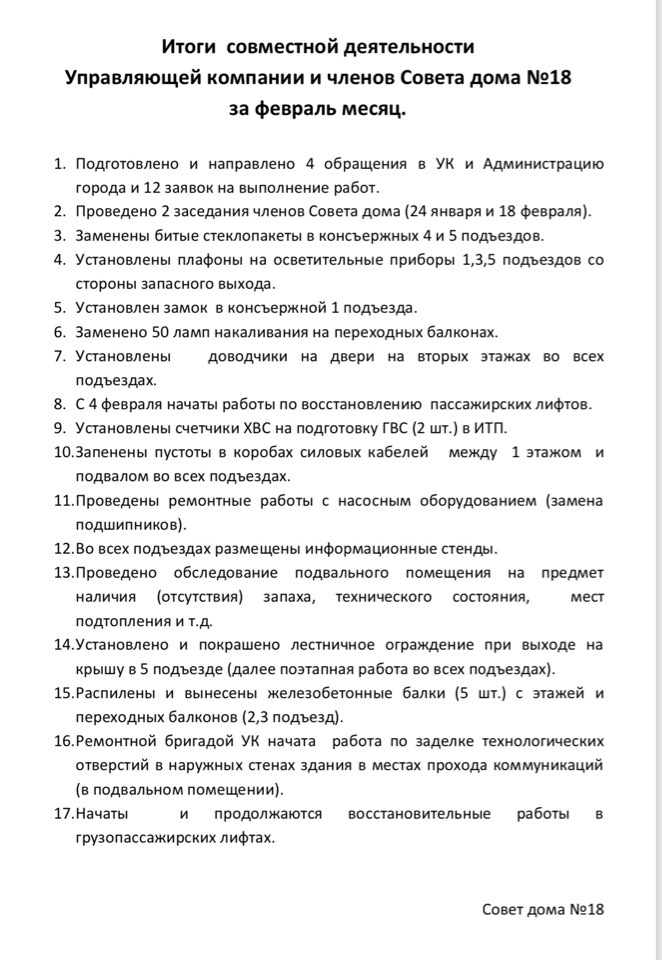 Итоги совместной деятельности
Управляющей компании и членов Совета дома №18
за февраль месяц.
1. Подготовлено и направлено 4 обращения в УК и Администрацию
города и 12 заявок на выполнение работ.
2. Проведено 2 заседания членов Совета дома (24 января и 18 февраля).
3. Заменены битые стеклопакеты в консъержных 4 и 5 подъездов.
4. Установлены плафоны на осветительные приборы 1,3,5 подъездов со
стороны запасного выхода.
5. Установлен замок в консъержной 1 подъезда.
6. Заменено 50 ламп накаливания на переходных балконах.
7. Установлены доводчики на двери на вторых этажах во всех
подъездах.
8. С 4 февраля начаты работы по восстановлению пассажирских лифтов.
9. Установлены счетчики ХВС на подготовку ГВС (2 шт.) в ИТП.
10.Запенены пустоты в коробах силовых кабелей между 1 этажом и
подвалом во всех подъездах.
11.Проведены ремонтные работы с насосным оборудованием (замена
подшипников).
12.Во всех подъездах размещены информационные стенды.
13.Проведено обследование подвального помещения на предмет
наличия (отсутствия) запаха, технического состояния, мест
подтопления и т.д.
14.Установлено и покрашено лестничное ограждение при выходе на
крышу в 5 подъезде (далее поэтапная работа во всех подъездах).
15.Распилены и вынесены железобетонные балки (5 шт.) с этажей и
переходных балконов (2,3 подъезд).
16.Ремонтной бригадой УК начата работа по заделке технологических
отверстий в наружных стенах здания в местах прохода коммуникаций
(в подвальном помещении).
17.Начаты и продолжаются восстановительные работы в
грузопассажирских лифтах.
Совет дома №18